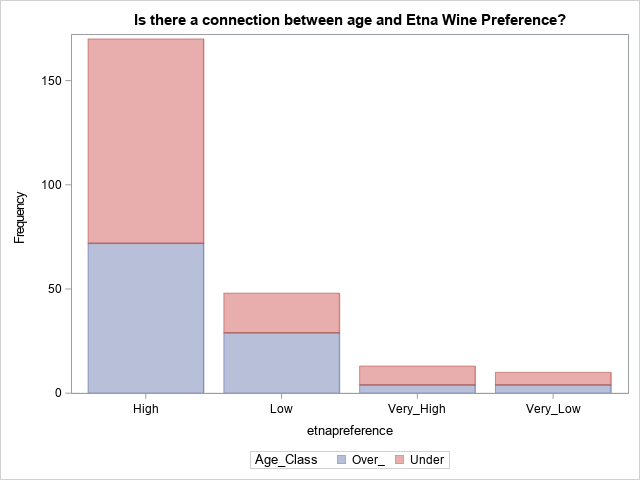 Is there a connection between age and Etna Wine Preference?
150
100
50
0
Frequency
High Low Very_High Very_Low
etnapreference
Age_Class Over_ Under